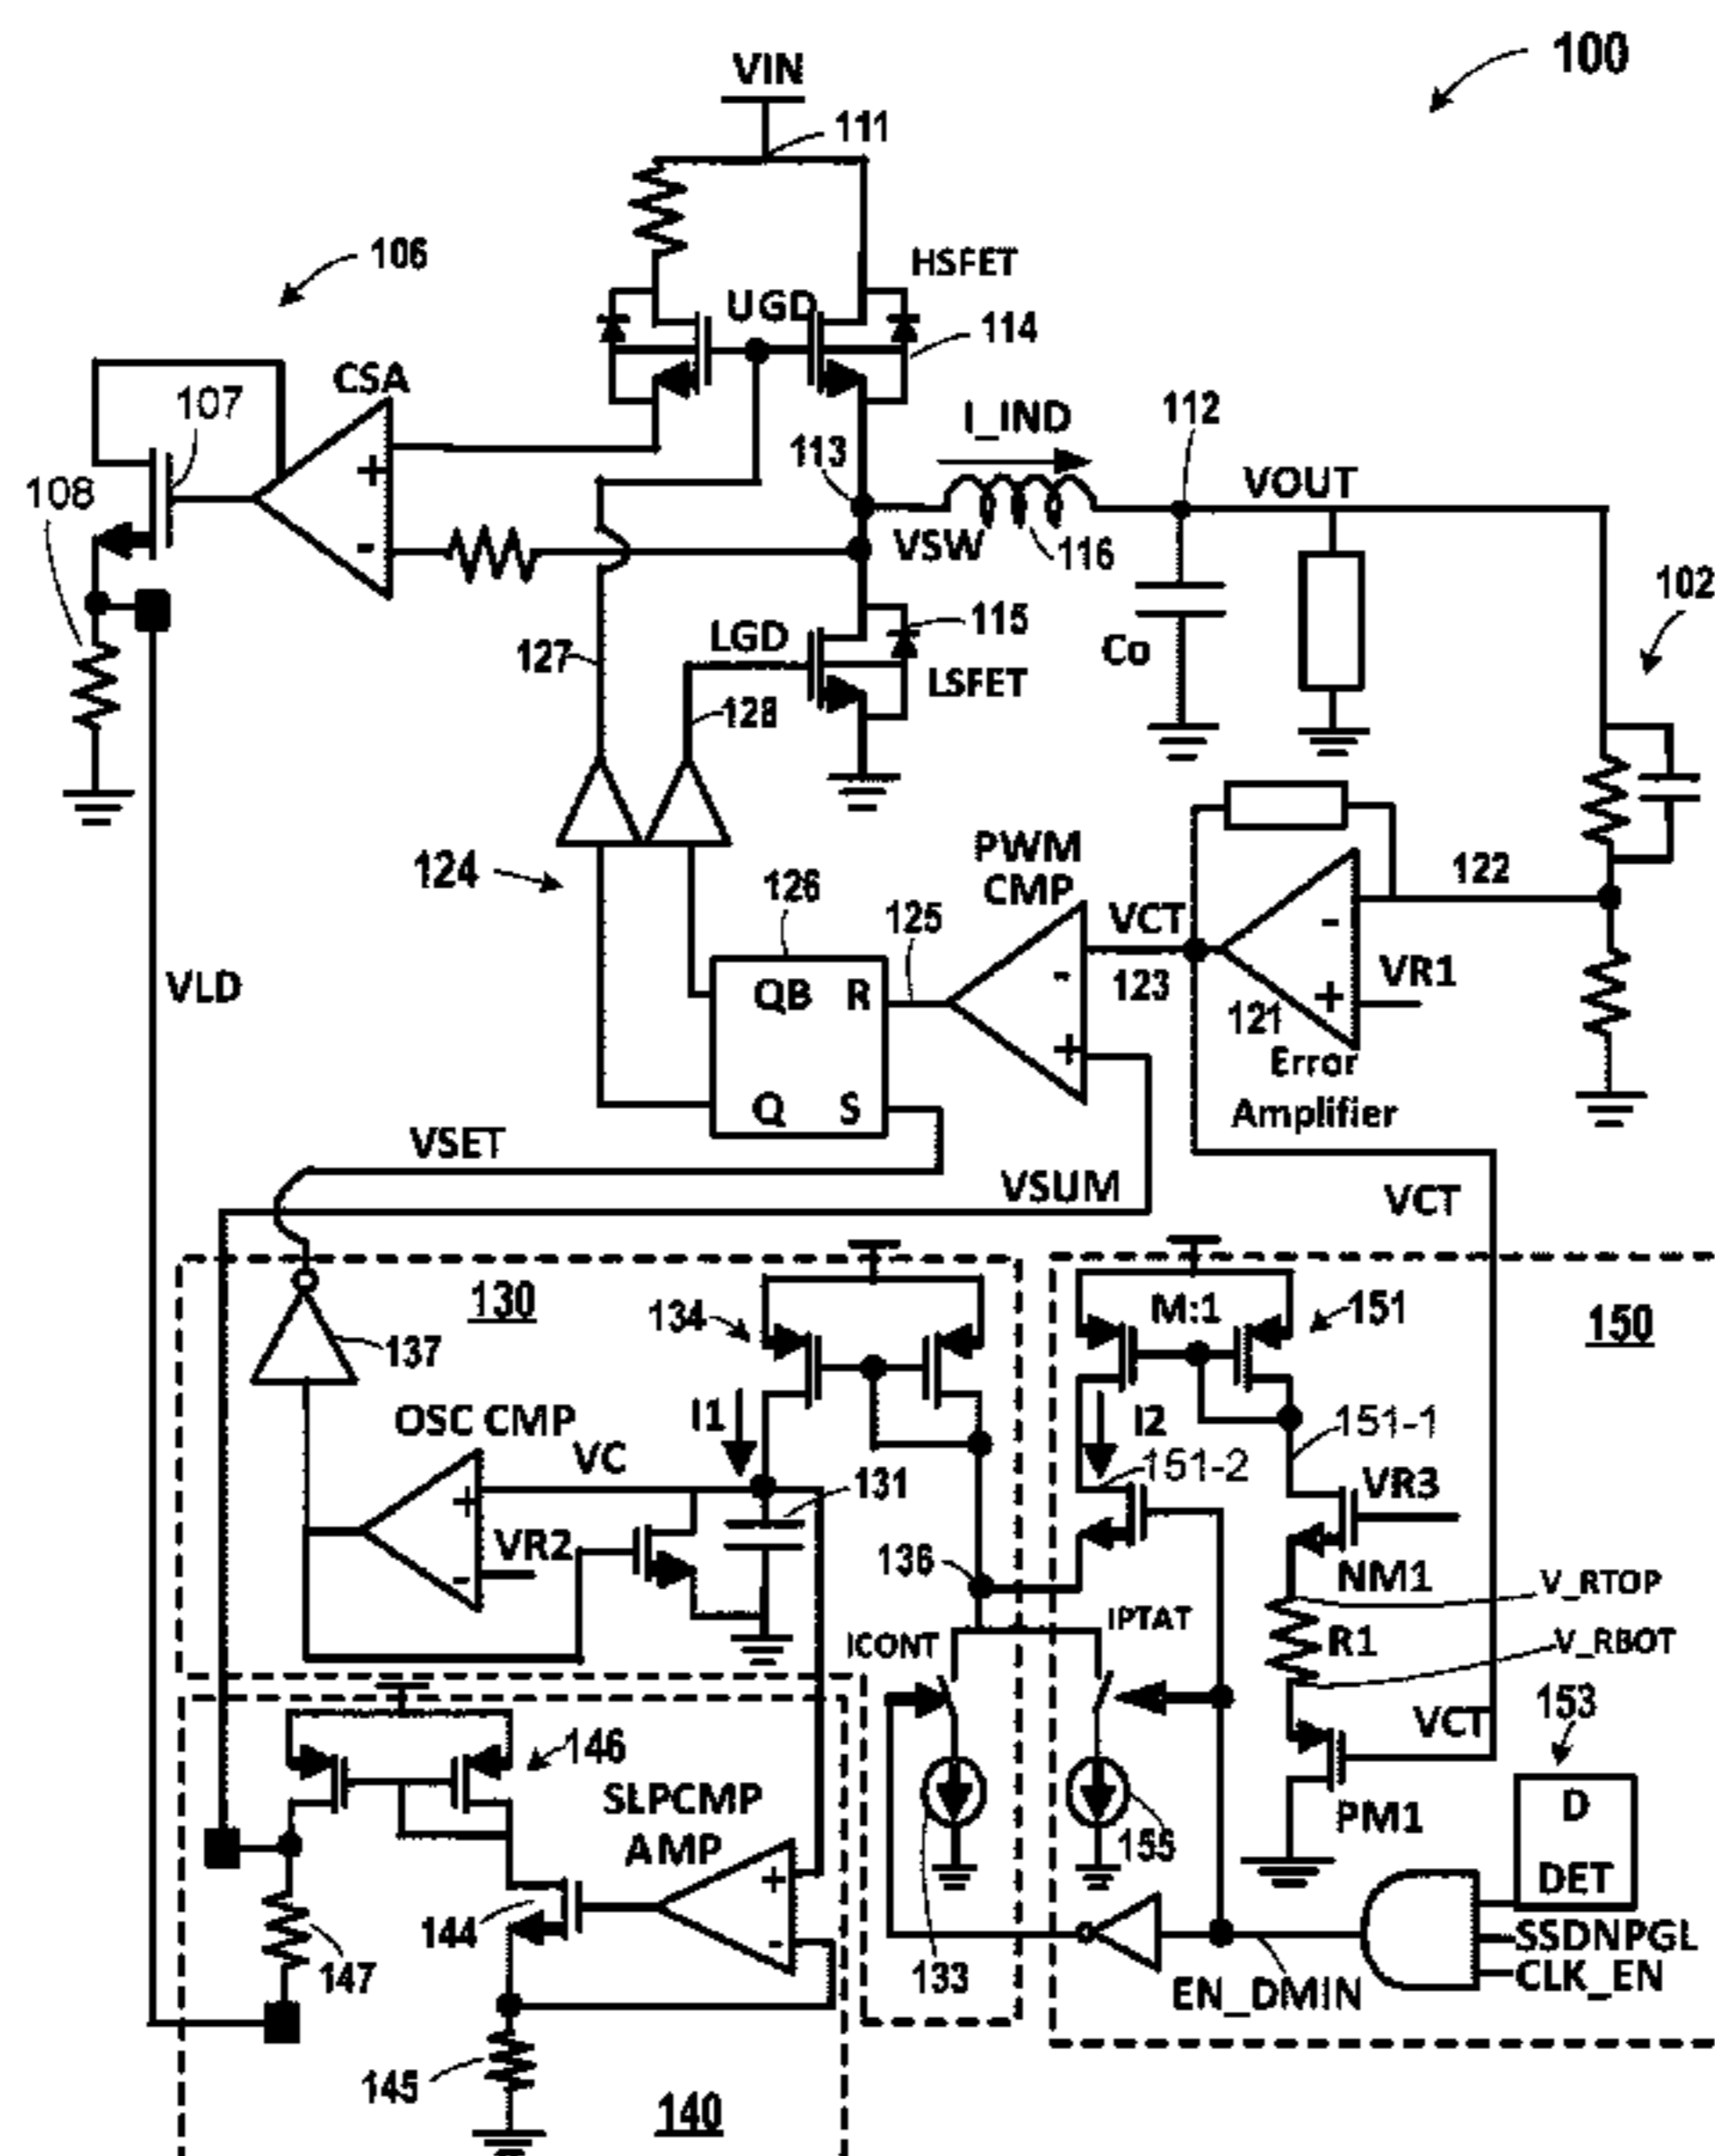 100
VIN
111
106
HSFET
UGD
114
CSA
107
I_IND
112
108
+
113
VOUT
-
VSW
116
102
115
LGD
Co
127
LSFET
128
PWM
CMP
124
126
122
125
VCT
-
VLD
QB R
-
123
VR1
121
+
+
Error
Amplifier
Q S
VSET
VSUM
VCT
130
134
M:1
151
150
137
OSC CMP
VC
I1
I2
151-1
151-2
+
131
VR3
VR2
-
136
NM1
V_RTOP
ICONT
IPTAT
R1
V_RBOT
VCT
153
146
SLPCMP
AMP
D
DET
PM1
155
+
144
-
147
133
SSDNPGL
CLK_EN
EN_DMIN
145
140